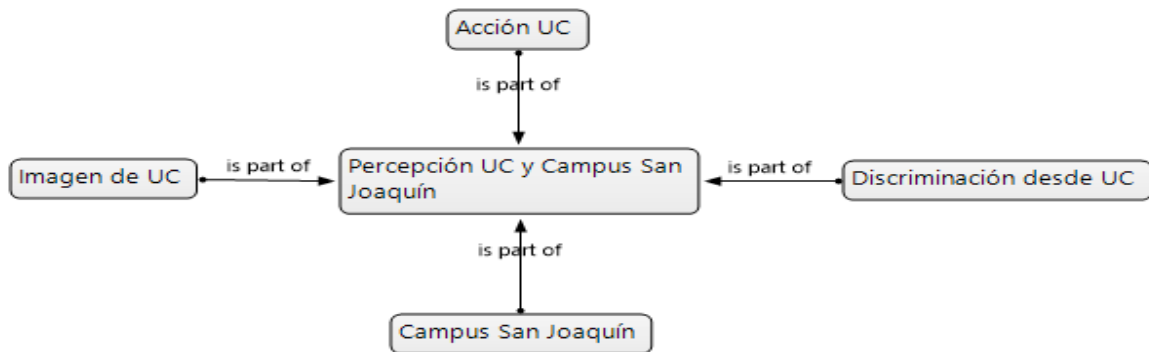 Acción UC
is part of
Imagen de UC
is part of
Percepción UC y Campus San
Joaquín
is part of
Discriminación desde UC
is part of
Campus San Joaquín